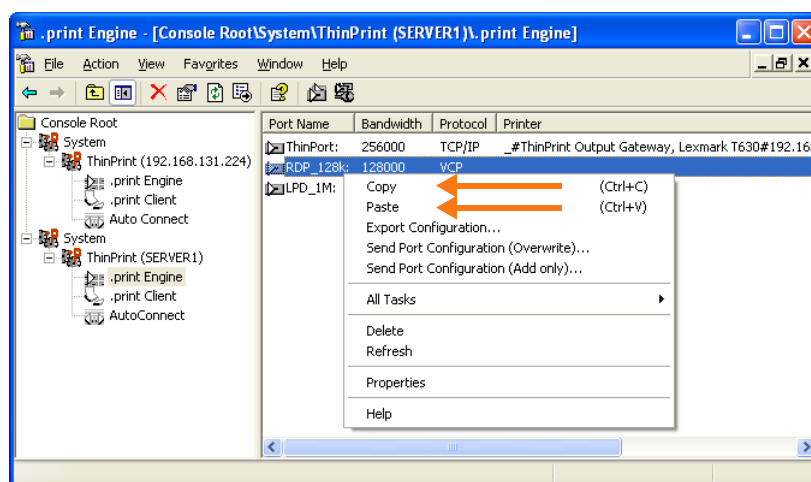 .print Engine - [Console Root\System\ThinPrint (SERVER1)\.print Engine]
File Action View Favorites Window Help
Console Root
System
ThinPrint (192.168.131.224)
.print Engine
.print Client
Auto Connect
System
ThinPrint (SERVER1)
.print Engine
.print Client
AutoConnect
Port Name Bandwidth Protocol Printer
ThinPort: 256000 TCP/IP _#ThinPrint Output Gateway, Lexmark T630#192.16
RDP_128k: 128000 VCP
LPD_1M:
Copy (Ctrl+C)
Paste (Ctrl+V)
Export Configuration...
Send Port Configuration (Overwrite)...
Send Port Configuration (Add only)...
All Tasks
Delete
Refresh
Properties
Help